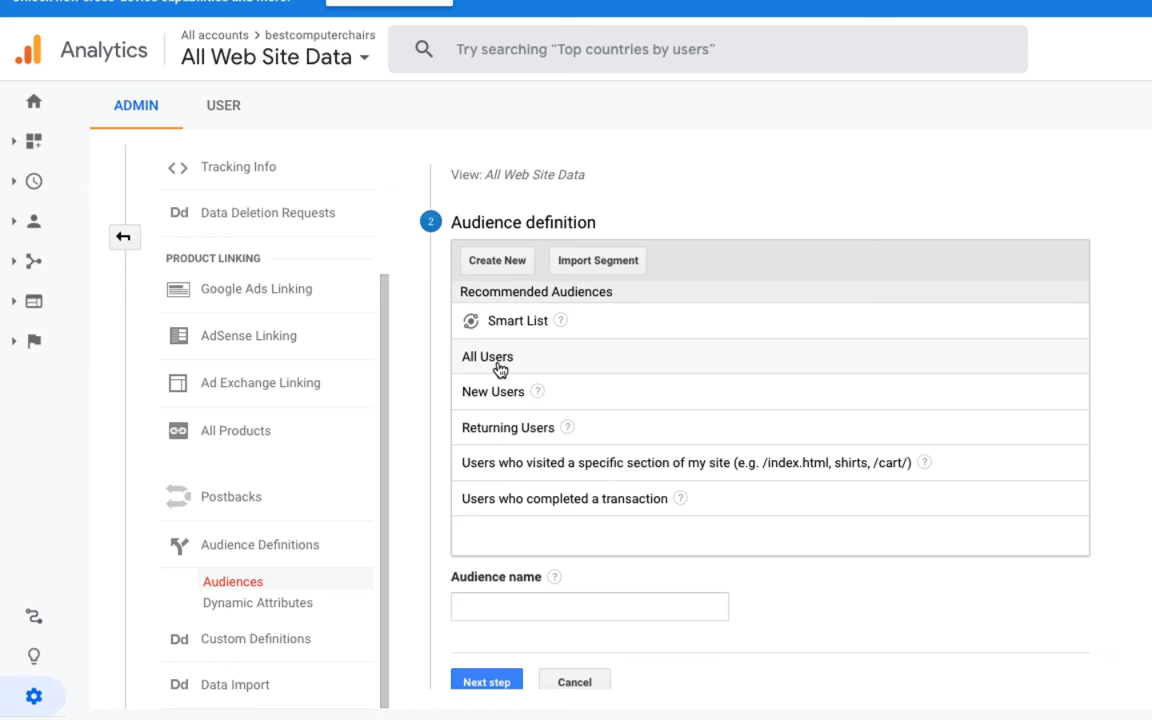 Analytics
All accounts > bestcomputerchairs
All Web Site Data
Try searching “Top countries by users”
ADMIN
USER
Tracking Info
Dd Data Deletion Requests
PRODUCT LINKING
Google Ads Linking
AdSense Linking
Ad Exchange Linking
All Products
Postbacks
Audience Definitions
Audiences
Dynamic Attributes
Dd Custom Definitions
Dd Data Import
View: All Web Site Data
2 Audience definition
Create New
Import Segment
Recommended Audiences
Smart List ?
All Users
New Users ?
Returning Users ?
Users who visited a specific section of my site (e.g. /index.html, shirts, /cart/) ?
Users who completed a transaction ?
Audience name ?
Next step
Cancel